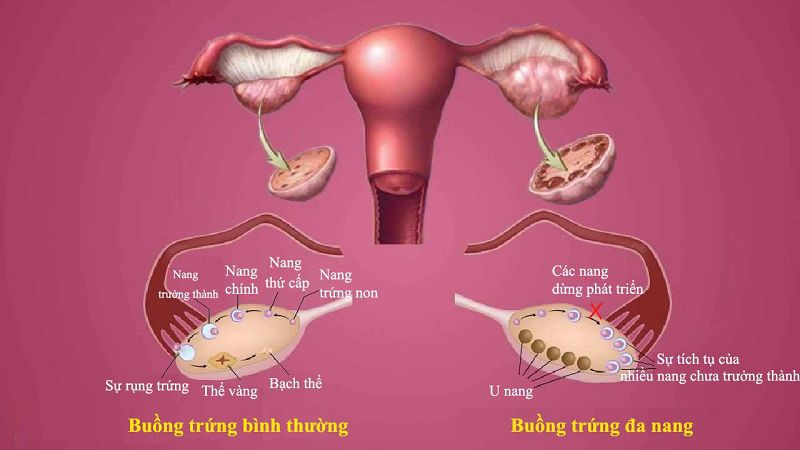 Nang
trưởng thành
Nang
chính
Nang
thứ cấp
Nang
trứng non
Sự rụng trứng
Thể vàng
Bạch thể
Buồng trứng bình thường
Các nang
dừng phát triển
X
Sự tích tụ của
nhiều nang chưa trưởng thành
U nang
Buồng trứng đa nang